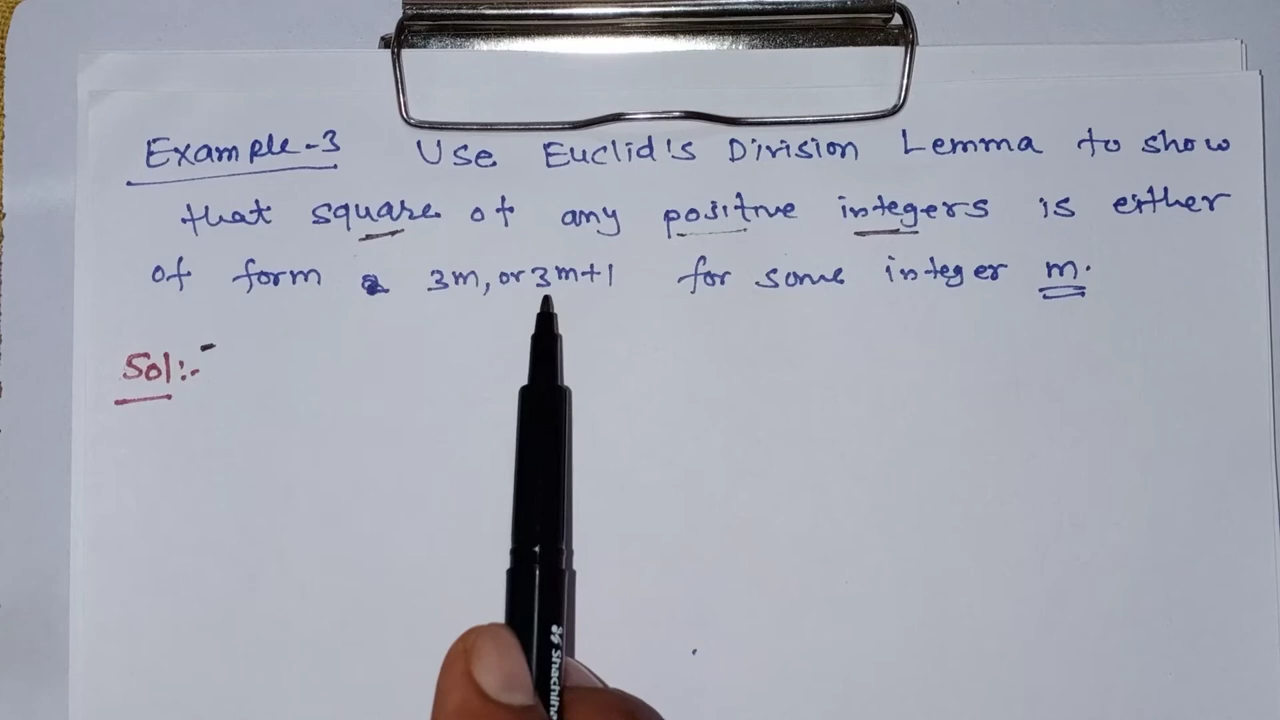 Example-3 Use Euclid's Division Lemma to show
that square of any positive integers is either
of form 3m, or 3m+1 for some integer m.
Sol:-